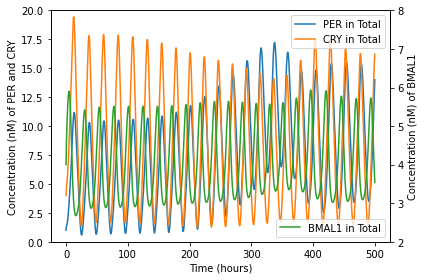 PER in Total
CRY in Total
BMAL1 in Total
Concentration (nM) of PER and CRY
0.0
2.5
5.0
7.5
10.0
12.5
15.0
17.5
20.0
Concentration (nM) of BMAL1
2
3
4
5
6
7
8
0 100 200 300 400 500
Time (hours)